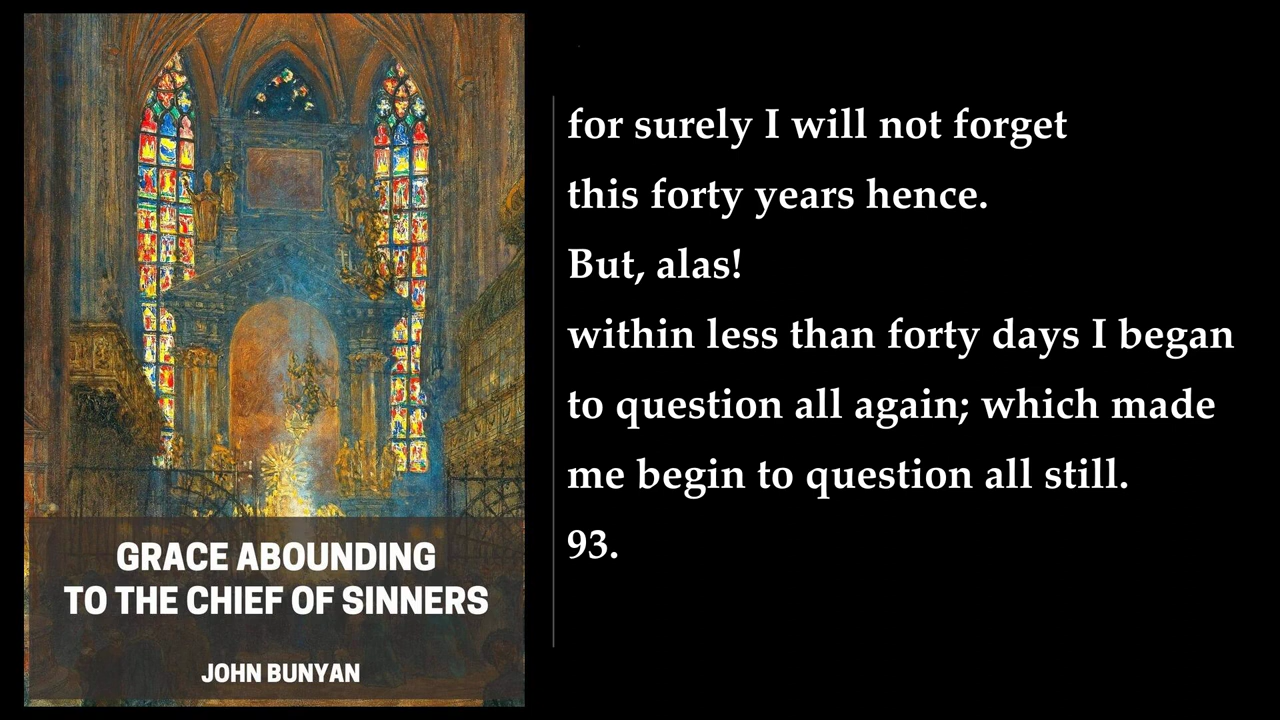 for surely I will not forget
this forty years hence.
But, alas!
within less than forty days I began
to question all again; which made
me begin to question all still.
93.
GRACE ABOUNDING
TO THE CHIEF OF SINNERS
JOHN BUNYAN